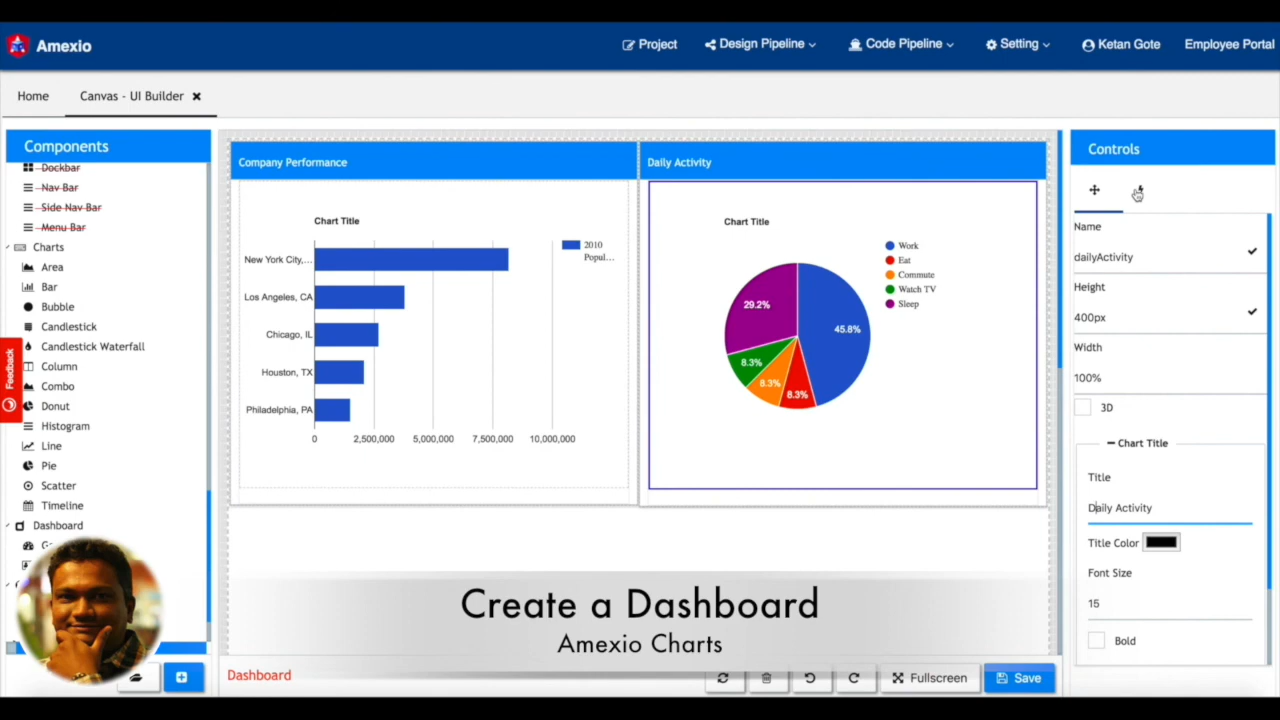 Amexio
Project
Design Pipeline
Code Pipeline
Setting
Ketan Gote
Employee Portal
Home
Canvas - UI Builder
Components
Dockbar
Nav Bar
Side Nav Bar
Menu Bar
Charts
Area
Bar
Bubble
Candlestick
Candlestick Waterfall
Column
Combo
Donut
Histogram
Line
Pie
Scatter
Timeline
Dashboard
Feedback
Company Performance
Chart Title
2010
Popul...
New York City,...
Los Angeles, CA
Chicago, IL
Houston, TX
Philadelphia, PA
0
2,500,000
5,000,000
7,500,000
10,000,000
Daily Activity
Chart Title
Work
Eat
Commute
Watch TV
Sleep
29.2%
45.8%
8.3%
8.3%
8.3%
Controls
Name
dailyActivity
Height
400px
Width
100%
3D
Chart Title
Title
Daily Activity
Title Color
Font Size
15
Bold
Create a Dashboard
Amexio Charts
Dashboard
Fullscreen
Save